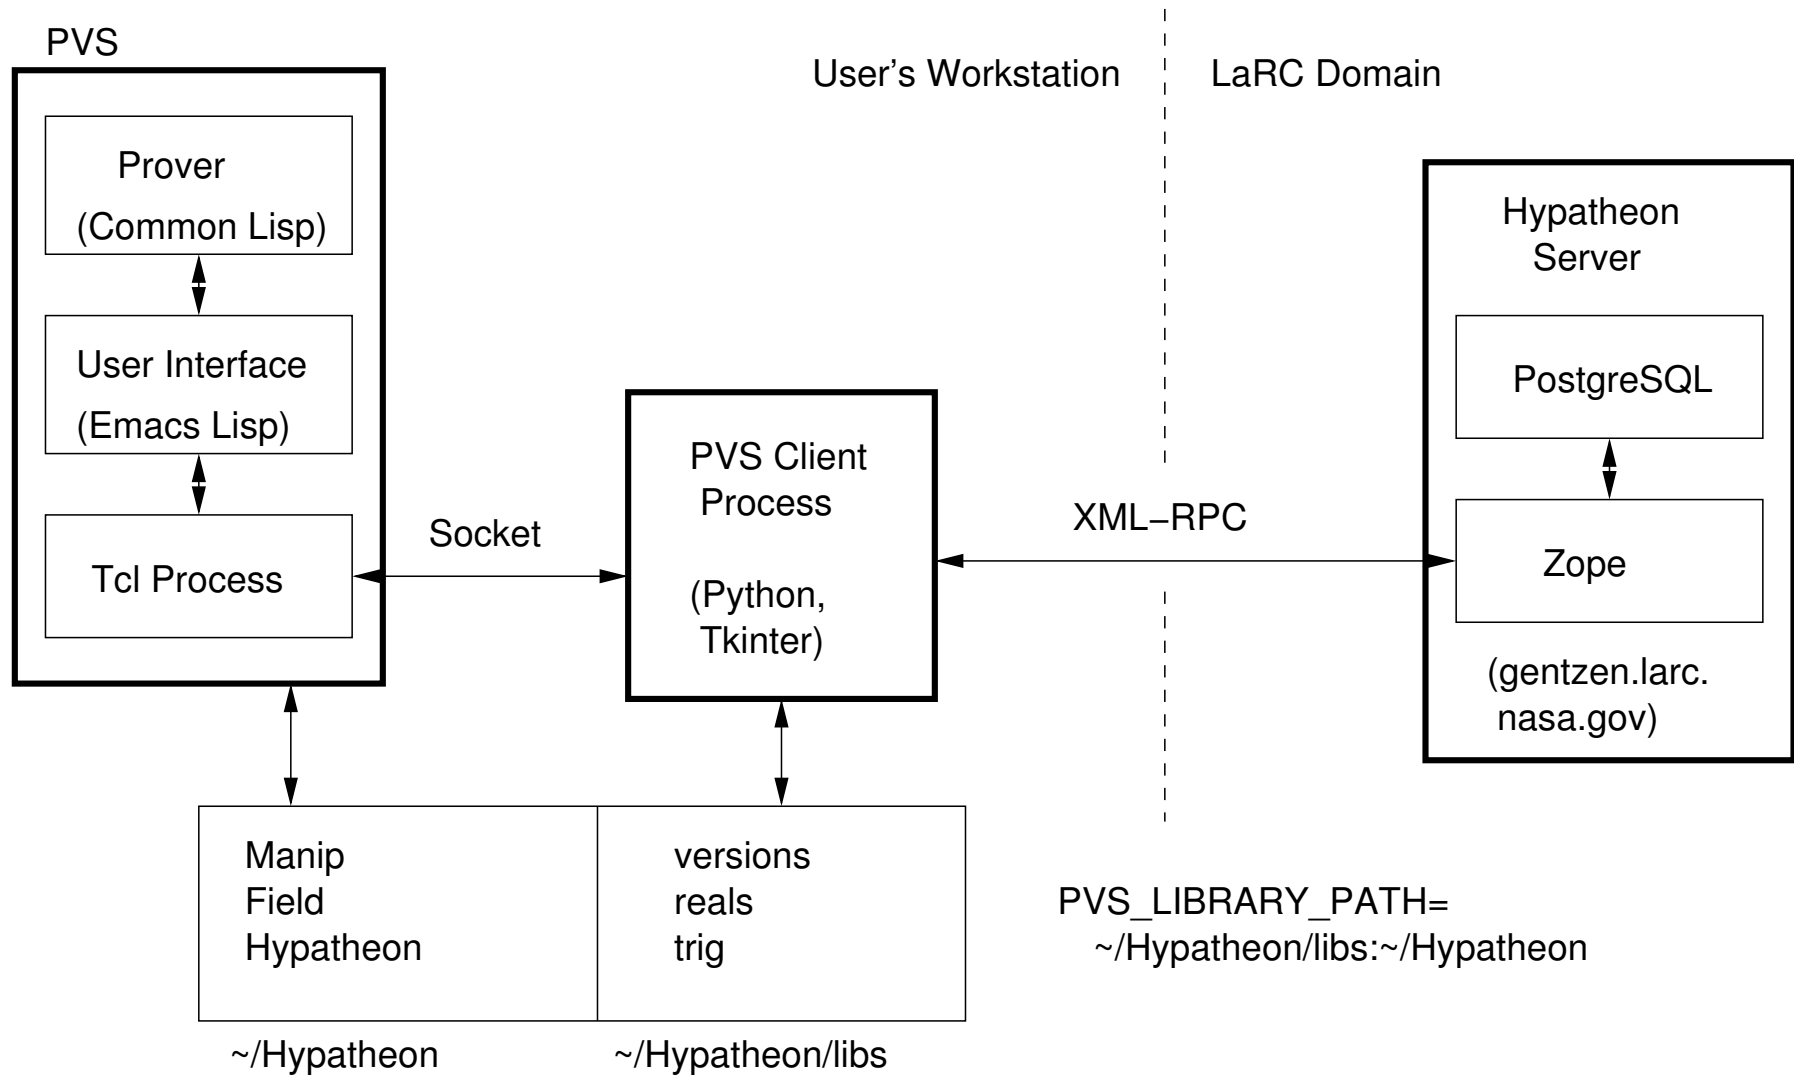 PVS
Prover
(Common Lisp)
User Interface
(Emacs Lisp)
Tcl Process
Socket
PVS Client
Process
(Python,
Tkinter)
User’s Workstation
LaRC Domain
XML−RPC
Hypatheon
Server
PostgreSQL
Zope
(gentzen.larc.
nasa.gov)
Manip
Field
Hypatheon
~/Hypatheon
versions
reals
trig
~/Hypatheon/libs
PVS_LIBRARY_PATH=
~/Hypatheon/libs:~/Hypatheon